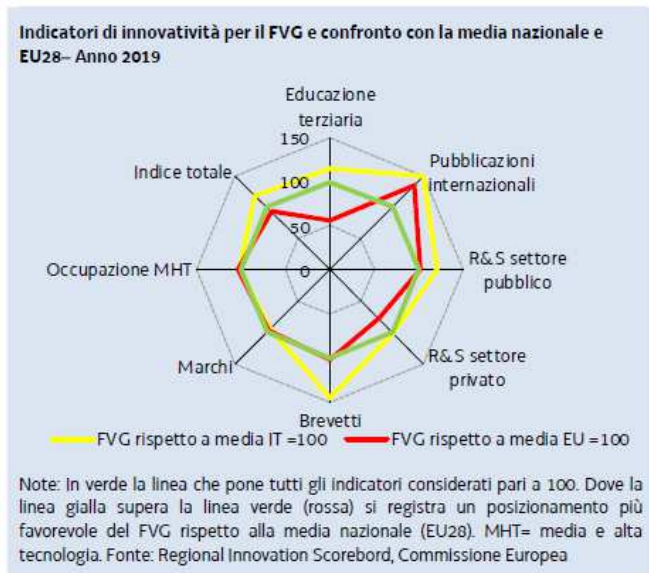 Indicatori di innovatività per il FVG e confronto con la media nazionale e
EU28– Anno 2019
Educazione
terziaria
150
Indice totale
Pubblicazioni
internazionali
100
50
Occupazione MHT
0
R&S settore
pubblico
Marchi
R&S settore
privato
Brevetti
FVG rispetto a media IT =100
FVG rispetto a media EU =100
Note: In verde la linea che pone tutti gli indicatori considerati pari a 100. Dove la
linea gialla supera la linea verde (rossa) si registra un posizionamento più
favorevole del FVG rispetto alla media nazionale (EU28). MHT= media e alta
tecnologia. Fonte: Regional Innovation Scorebord, Commissione Europea